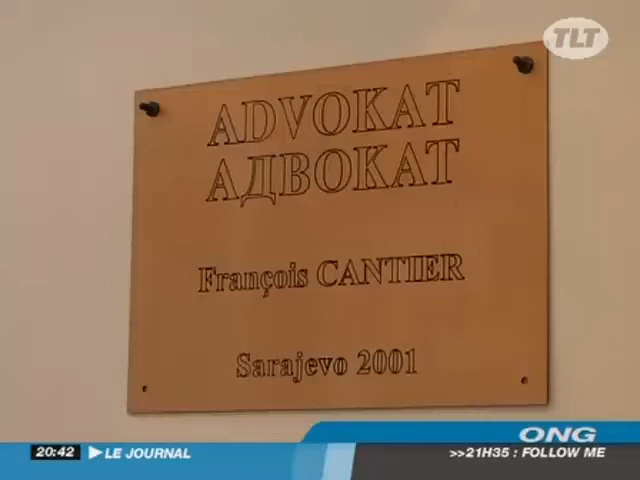 TLT
ADVOKAT
АДВОКАТ
François CANTIER
Sarajevo 2001
ONG
20:42 ▶LE JOURNAL >>21H35 : FOLLOW ME